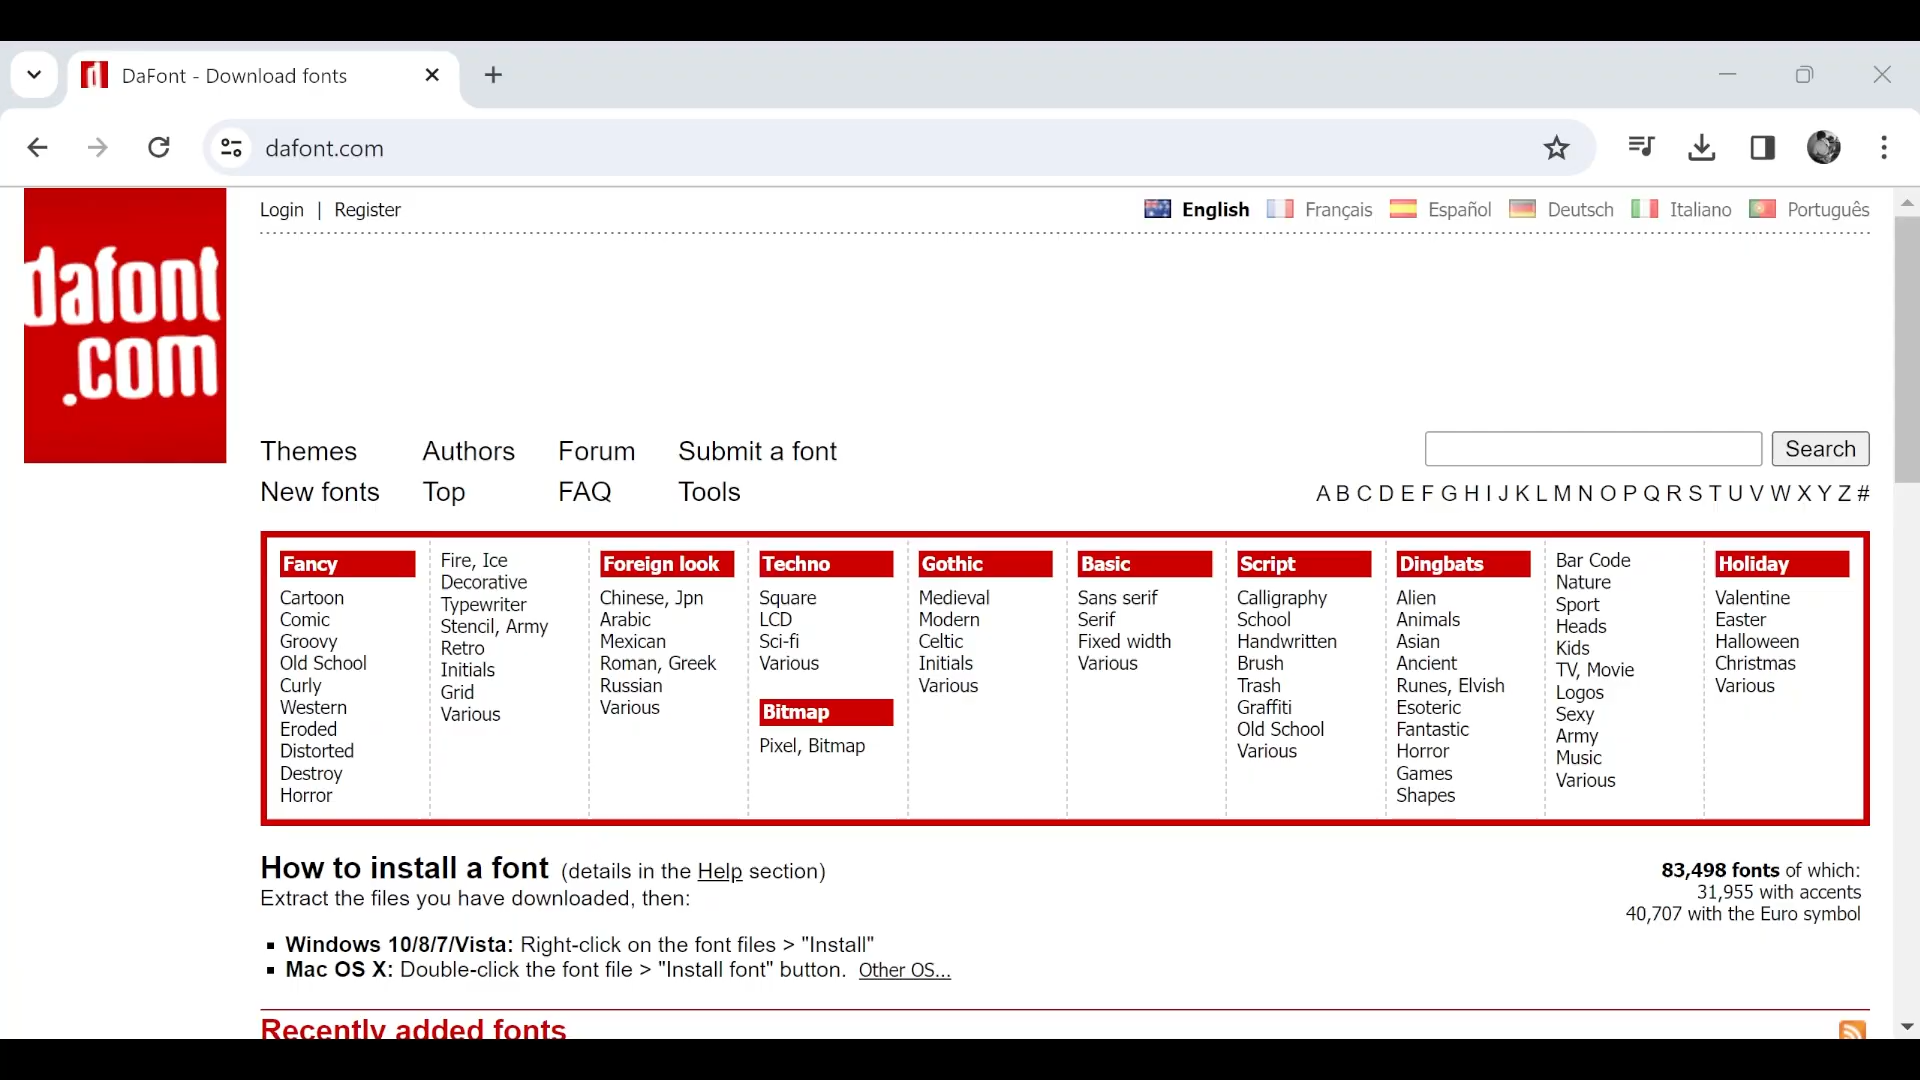 DaFont - Download fonts
dafont.com
dafont
.com
Login | Register
English Français Español Deutsch Italiano Português
Themes Authors Forum Submit a font
Search
New fonts Top FAQ Tools
A B C D E F G H I J K L M N O P Q R S T U V W X Y Z #
Fancy
Cartoon
Comic
Groovy
Old School
Curly
Western
Eroded
Distorted
Destroy
Horror
Fire, Ice
Decorative
Typewriter
Stencil, Army
Retro
Initials
Grid
Various
Foreign look
Chinese, Jpn
Arabic
Mexican
Roman, Greek
Russian
Various
Techno
Square
LCD
Sci-fi
Various
Bitmap
Pixel, Bitmap
Gothic
Medieval
Modern
Celtic
Initials
Various
Basic
Sans serif
Serif
Fixed width
Various
Script
Calligraphy
School
Handwritten
Brush
Trash
Graffiti
Old School
Various
Dingbats
Alien
Animals
Asian
Ancient
Runes, Elvish
Esoteric
Fantastic
Horror
Games
Shapes
Bar Code
Nature
Sport
Heads
Kids
TV, Movie
Logos
Sexy
Army
Music
Various
Holiday
Valentine
Easter
Halloween
Christmas
Various
How to install a font (details in the Help section)
Extract the files you have downloaded, then:
▪ Windows 10/8/7/Vista: Right-click on the font files > "Install"
▪ Mac OS X: Double-click the font file > "Install font" button. Other OS...
83,498 fonts of which:
31,955 with accents
40,707 with the Euro symbol
Recently added fonts